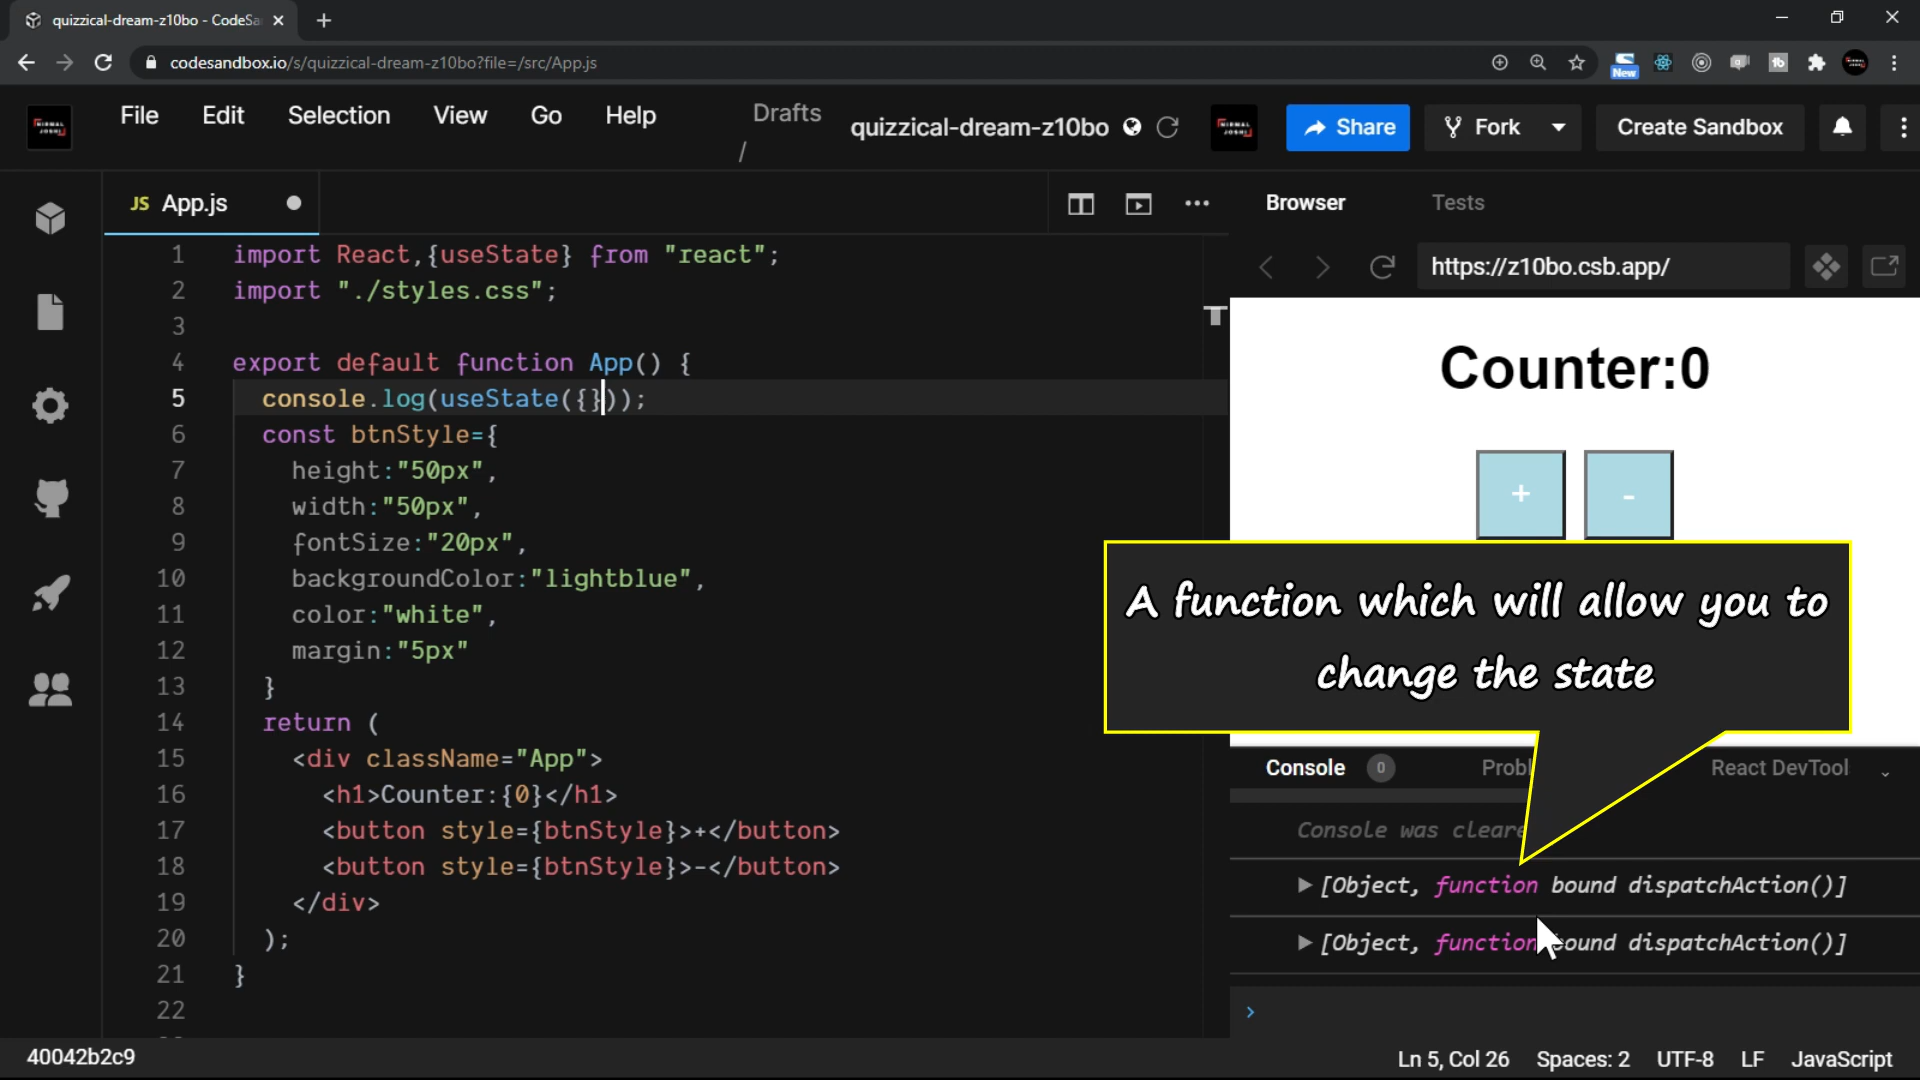 quizzical-dream-z10bo - CodeSa
codesandbox.io/s/quizzical-dream-z10bo?file=/src/App.js
New
File Edit Selection View Go Help
Drafts
/
quizzical-dream-z10bo
NIRMAL
JOSHI
Share
Fork
Create Sandbox
JS App.js
1 import React,{useState} from "react";
2 import "./styles.css";
3
4 export default function App() {
5 console.log(useState({}));
6 const btnStyle={
7 height:"50px",
8 width:"50px",
9 fontSize:"20px",
10 backgroundColor:"lightblue",
11 color:"white",
12 margin:"5px"
13 }
14 return (
15 <div className="App">
16 <h1>Counter:{0}</h1>
17 <button style={btnStyle}>+</button>
18 <button style={btnStyle}>-</button>
19 </div>
20 );
21 }
22
Browser Tests
https://z10bo.csb.app/
Counter:0
+ -
A function which will allow you to
change the state
Console 0 Probl React DevTool
Console was cleare
[Object, function bound dispatchAction()]
[Object, function bound dispatchAction()]
40042b2c9
Ln 5, Col 26 Spaces: 2 UTF-8 LF JavaScript